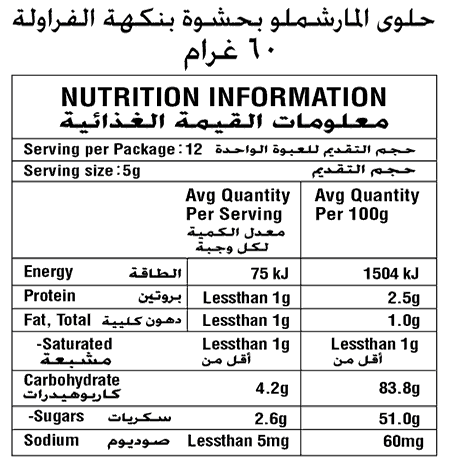 حلوى المارشملو بحشوة بنكهة الفراولة
٦٠ غرام
NUTRITION INFORMATION
معلومات القيمة الغذائية
Serving per Package: 12 حجم التقديم للعبوة الواحدة
Serving size: 5g حجم التقديم
Avg Quantity Per Serving معدل الكمية لكل وجبة
Avg Quantity Per 100g
Energy الطاقة 75 kJ 1504 kJ
Protein بروتين Lessthan 1g 2.5g
Fat, Total دهون كليية Lessthan 1g 1.0g
-Saturated Lessthan 1g Lessthan 1g
مشبعة أقل من أقل من
Carbohydrate كاربوهيدرات 4.2g 83.8g
-Sugars سكريات 2.6g 51.0g
Sodium صوديوم Lessthan 5mg 60mg